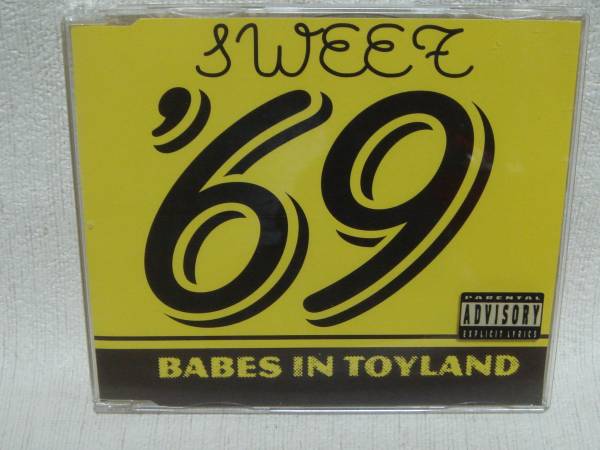 SWEET
'69
PARENTAL
ADVISORY
EXPLICIT LYRICS
BABES IN TOYLAND